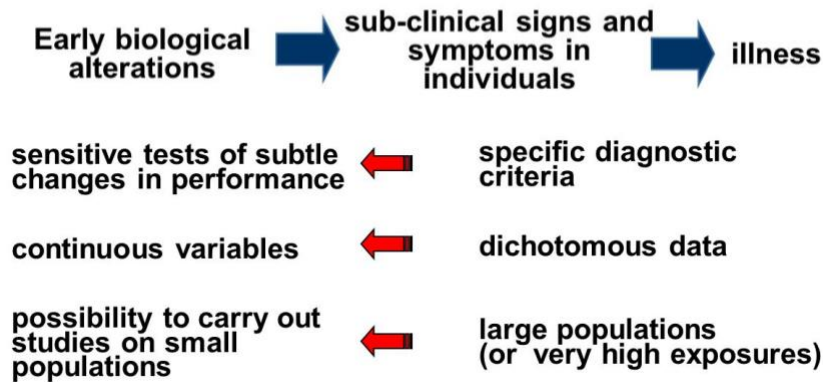 Early biological
alterations
sub-clinical signs and
symptoms in
individuals
illness
sensitive tests of subtle
changes in performance
specific diagnostic
criteria
continuous variables
dichotomous data
possibility to carry out
studies on small
populations
large populations
(or very high exposures)